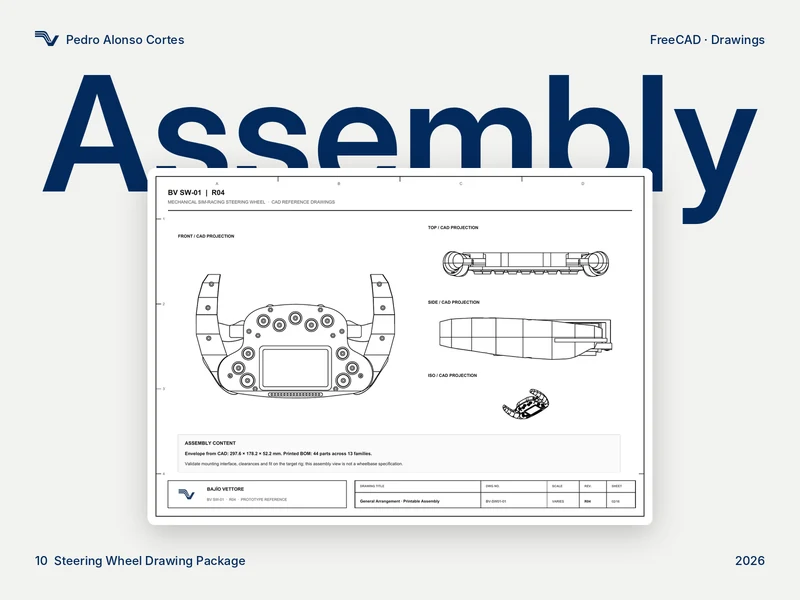 Pedro Alonso Cortes
FreeCAD · Drawings
Assembly
A B C D
BV SW-01 | R04
MECHANICAL SIM-RACING STEERING WHEEL · CAD REFERENCE DRAWINGS
1
FRONT / CAD PROJECTION
TOP / CAD PROJECTION
2
SIDE / CAD PROJECTION
ISO / CAD PROJECTION
3
ASSEMBLY CONTENT
Envelope from CAD: 297.6 × 178.2 × 52.2 mm. Printed BOM: 44 parts across 13 families.
Validate mounting interface, clearances and fit on the target rig; this assembly view is not a wheelbase specification.
4
BAJÍO VETTORE
BV SW-01 · R04 · PROTOTYPE REFERENCE
DRAWING TITLE DWG NO. SCALE REV. SHEET
General Arrangement · Printable Assembly BV-SW01-01 VARIES R04
10 Steering Wheel Drawing Package
2026